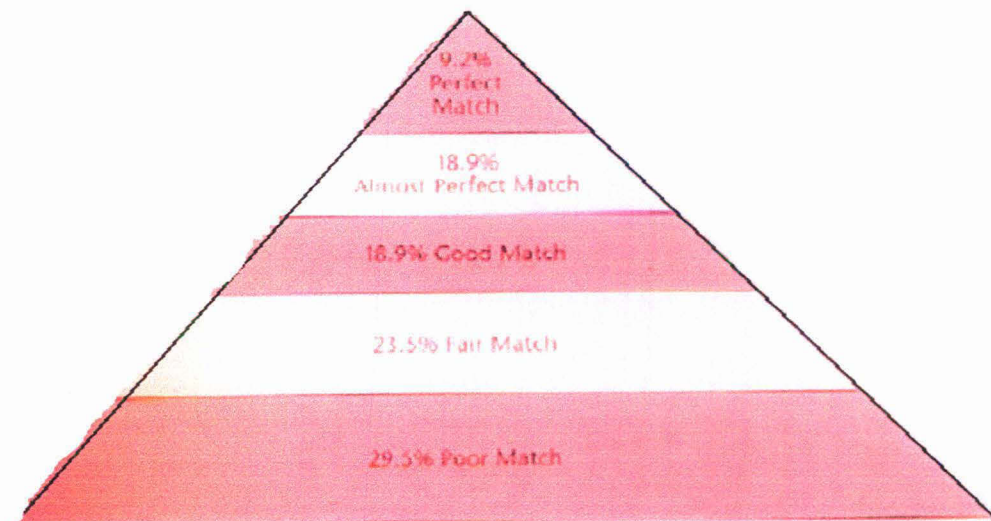 9.2%
Perfect
Match
18.9%
Almost Perfect Match
18.9% Good Match
23.5% Fair Match
29.5% Poor Match